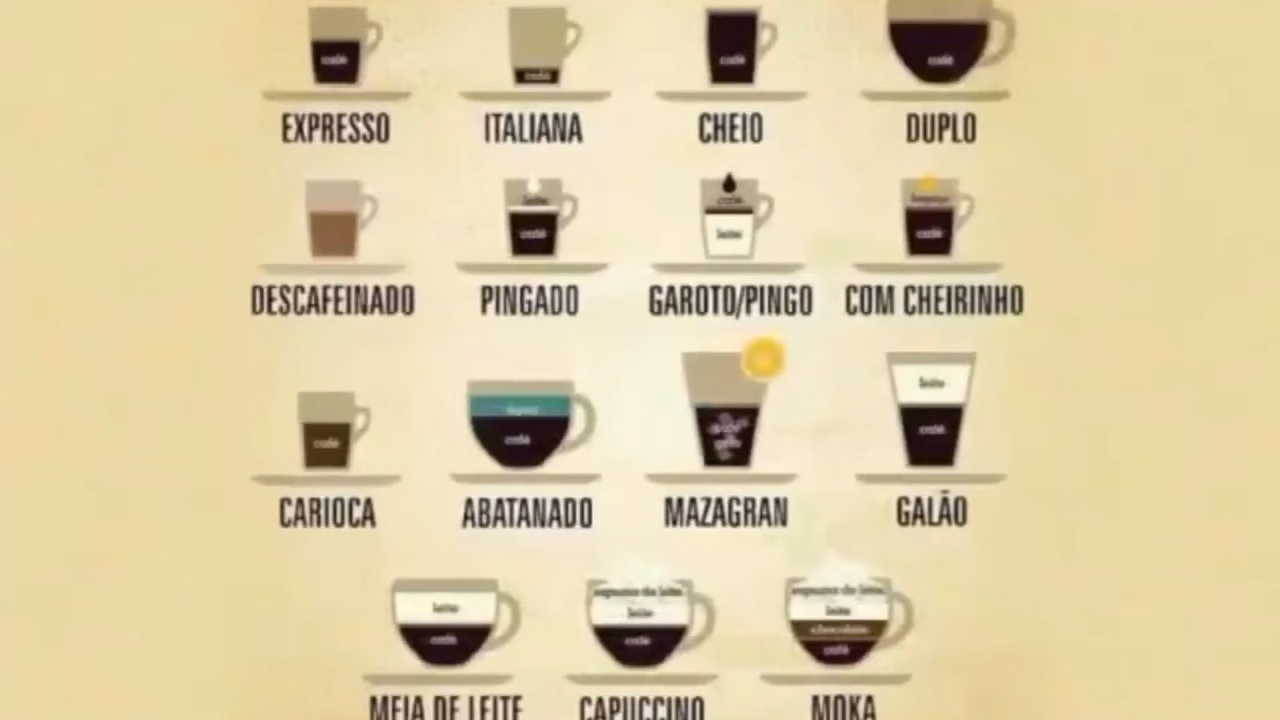 café café café café
EXPRESSO ITALIANA CHEIO DUPLO
leite café
café café leite café
DESCAFEINADO PINGADO GAROTO/PINGO COM CHEIRINHO
leite
café café café
CARIOCA ABATANADO MAZAGRAN GALÃO
espuma de leite espuma de leite
leite leite leite
chocolate
café café café
MEIA DE LEITE CAPUCCINO MOKA